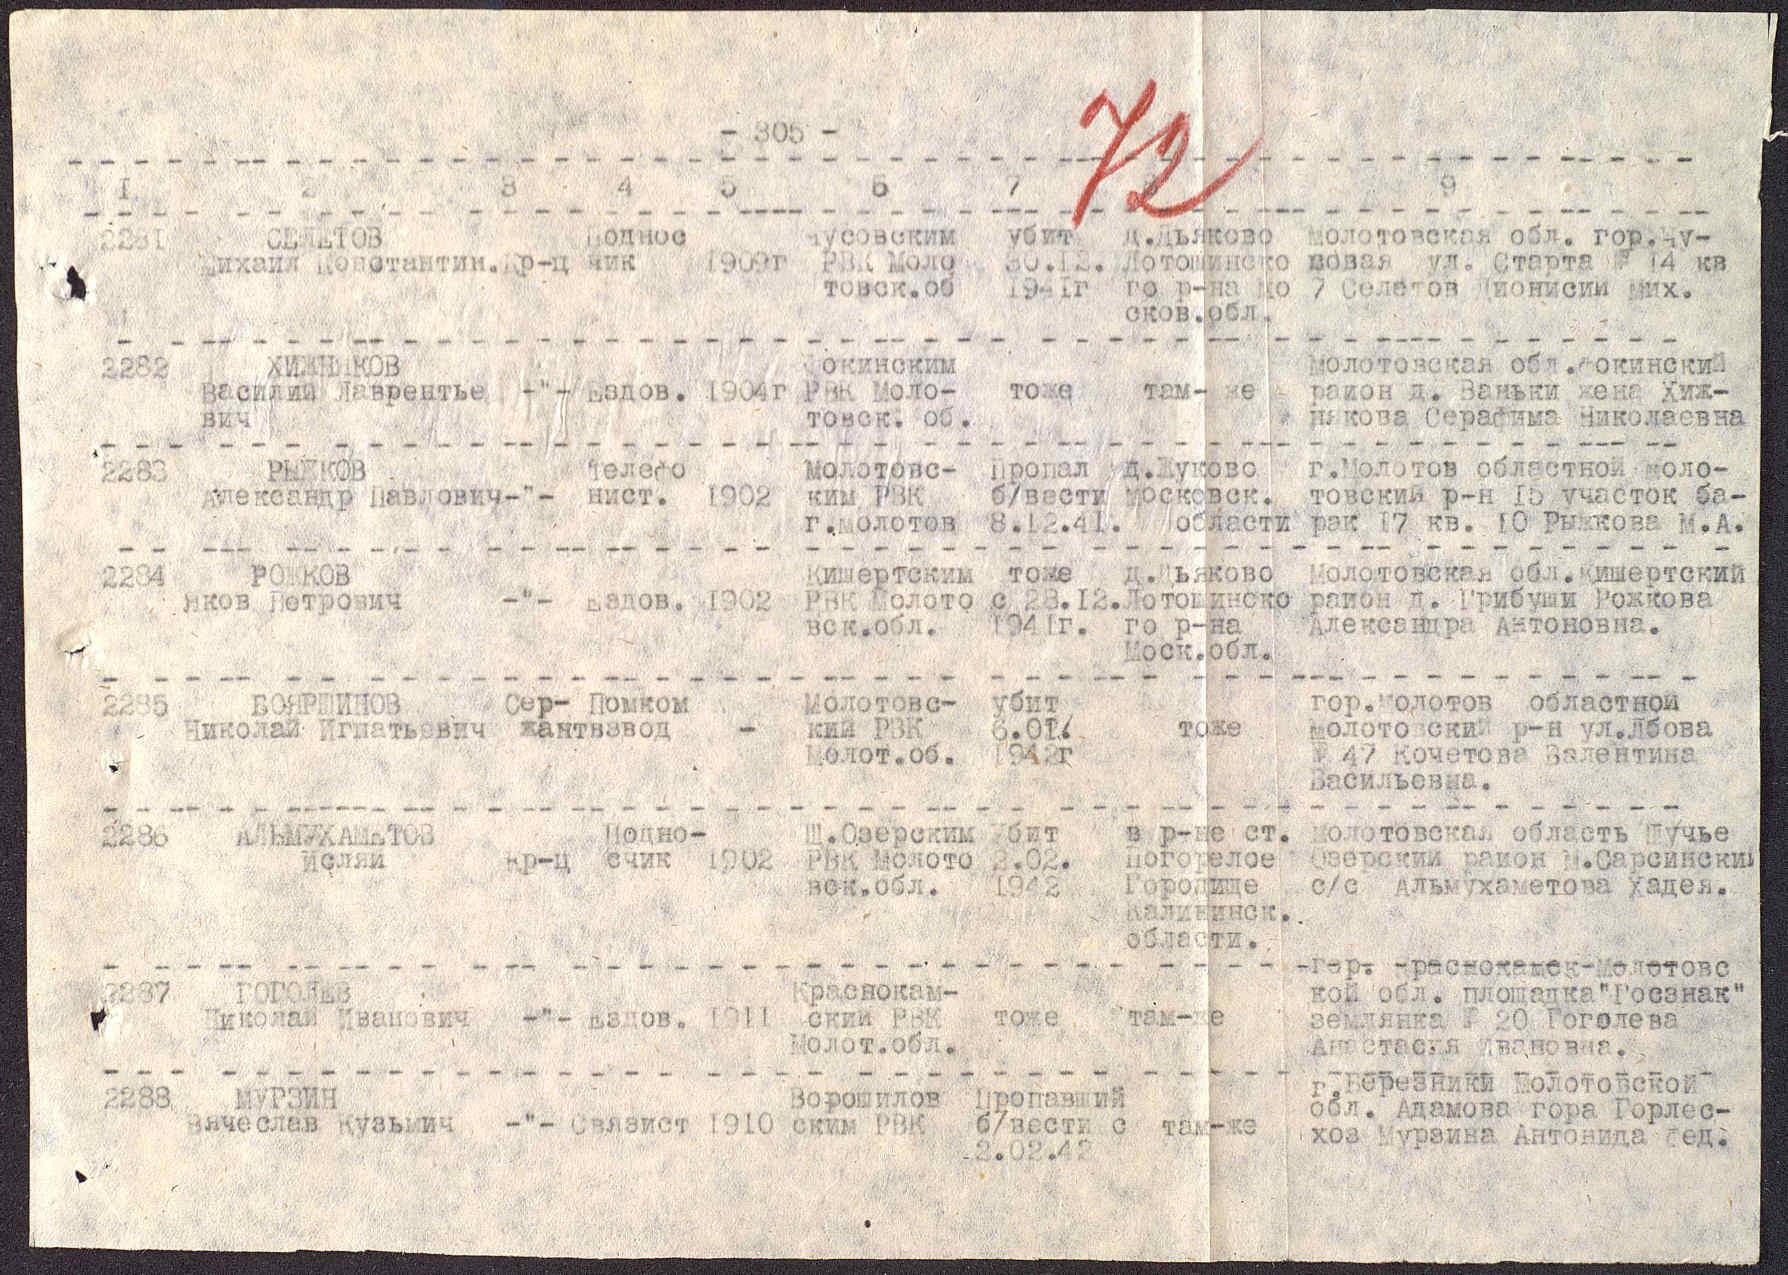 - 305 -
72
I 2 3 4 5 6 7 8 9
2281 СЕЛЕТОВ Поднос Чусовским убит д.Дьяково Молотовская обл. гор.Чу-
Михаил Константин. Кр-ц чик 1909г РВК Моло 30.12. Лотошинско совая ул. Старта № 14 кв
товск.об 1941г го р-на Мо 7 Селетов Дионисий Мих.
сков.обл.
2282 ХИЖНЯКОВ Фокинским Молотовская обл.Фокинский
Василий Лаврентье -"- Ездов. 1904г РВК Моло- тоже там-же район д. Ваньки жена Хиж-
вич товск. об. някова Серафима Николаевна
2283 РЫЖКОВ Телефо Молотовс- Пропал д.Жуково г.Молотов областной Моло-
Александр Павлович -"- нист. 1902 ким РВК б/вести Московск. товский р-н 15 участок ба-
г.Молотов 8.12.41. области рак 17 кв. 10 Рыжкова М.А.
2284 РОЖКОВ Кишертским тоже д.Дьяково Молотовская обл.Кишертский
Яков Петрович -"- Ездов. 1902 РВК Молото с 28.12. Лотошинско район д. Грибуши Рожкова
вск.обл. 1941г. го р-на Александра Антоновна.
Моск.обл.
2285 БОЯРШИНОВ Сер- Помком Молотовс- убит гор.Молотов областной
Николай Игнатьевич жант взвод - кий РВК 6.01. тоже Молотовский р-н ул.Лбова
Молот.об. 1942г № 47 Кочетова Валентина
Васильевна.
2286 АЛЬМУХАМЕТОВ Подно- Щ.Озерским Убит в р-не ст. Молотовская область Щучье
Ислям Кр-ц счик 1902 РВК Молото 2.02. Погорелое Озерский район Н.Сарсинский
вск.обл. 1942 Городище с/с Альмухаметова Хадея.
Калининск.
области.
гор. Краснокамск Молотовс
2287 ГОГОЛЕВ Краснокам- кой обл. площадка"Госзнак"
Николай Иванович -"- Ездов. 1911 ский РВК тоже там-же землянка № 20 Гоголева
Молот.обл. Анастасия Ивановна.
г.Березники Молотовской
2288 МУРЗИН Ворошилов Пропавший обл. Адамова гора Горлес-
Вячеслав Кузьмич -"- Связист 1910 ским РВК б/вести с там-же хоз Мурзина Антонида Фед.
2.02.42